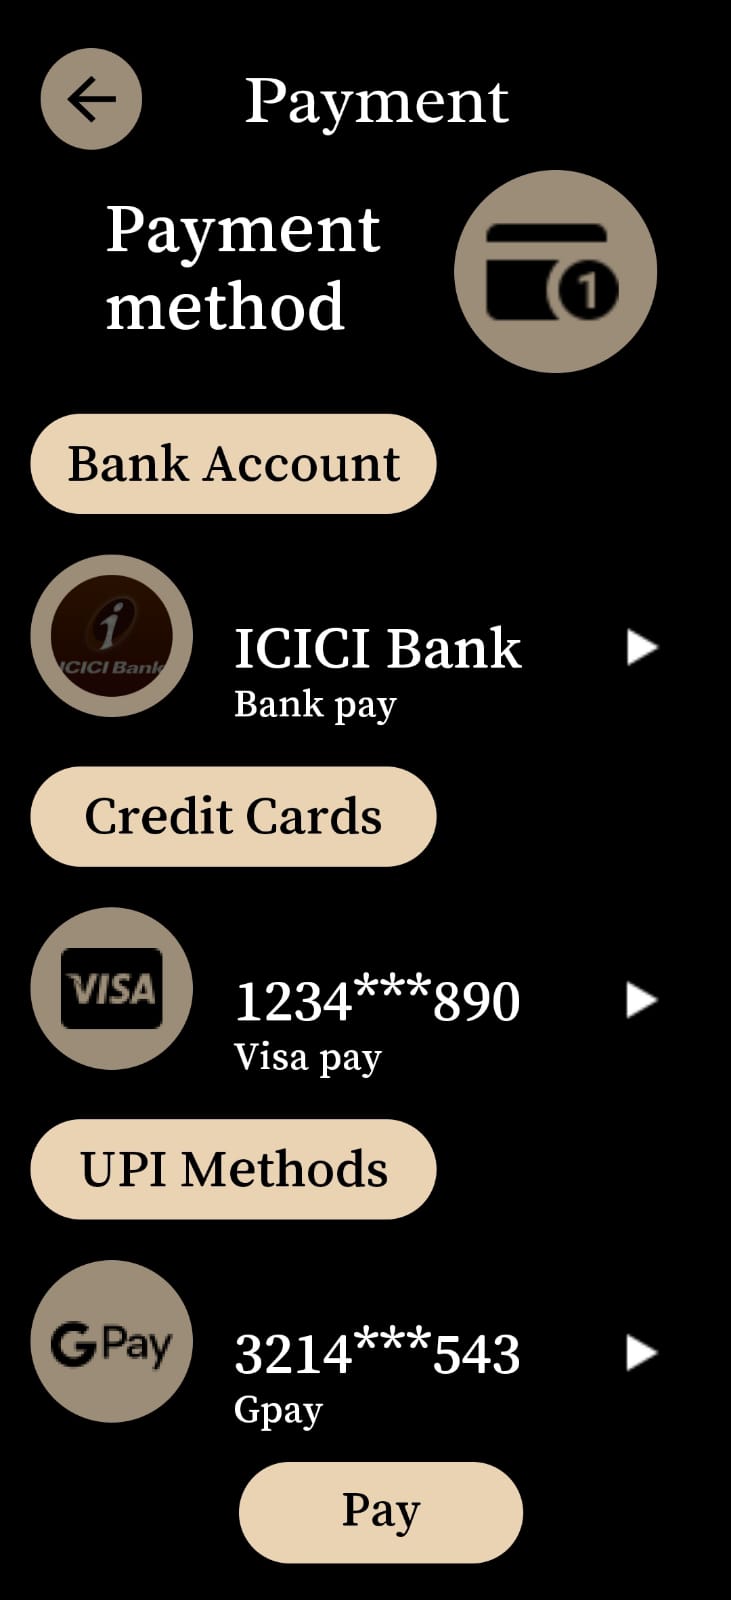 Payment
Payment
method
1
Bank Account
i
ICICI Bank
ICICI Bank
Bank pay
Credit Cards
VISA
1234***890
Visa pay
UPI Methods
G Pay
3214***543
Gpay
Pay